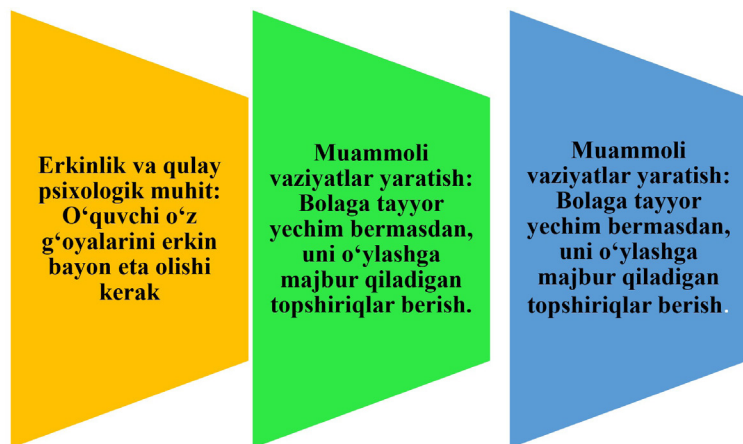 Erkinlik va qulay
psixologik muhit:
O‘quvchi o‘z
g‘oyalarini erkin
bayon eta olishi
kerak
Muammoli
vaziyatlar yaratish:
Bolaga tayyor
yechim bermasdan,
uni o‘ylashga
majbur qiladigan
topshiriqlar berish.
Muammoli
vaziyatlar yaratish:
Bolaga tayyor
yechim bermasdan,
uni o‘ylashga
majbur qiladigan
topshiriqlar berish.